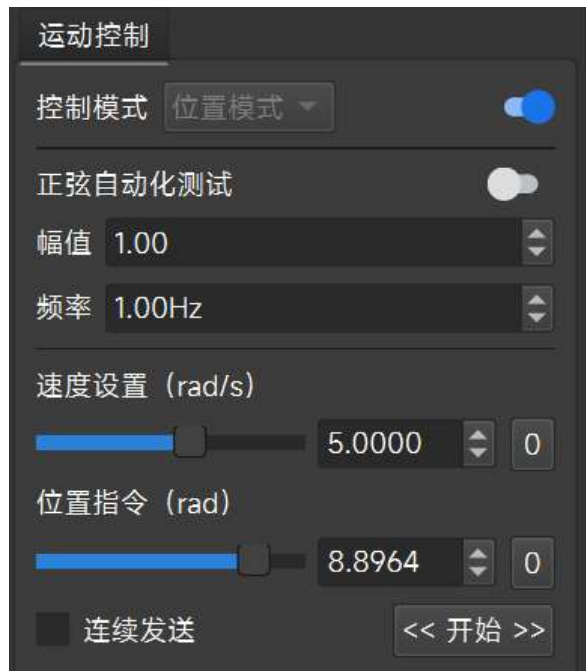 运动控制
控制模式 位置模式
正弦自动化测试
幅值 1.00
频率 1.00Hz
速度设置（rad/s）
5.0000 0
位置指令（rad）
8.8964 0
连续发送 << 开始 >>